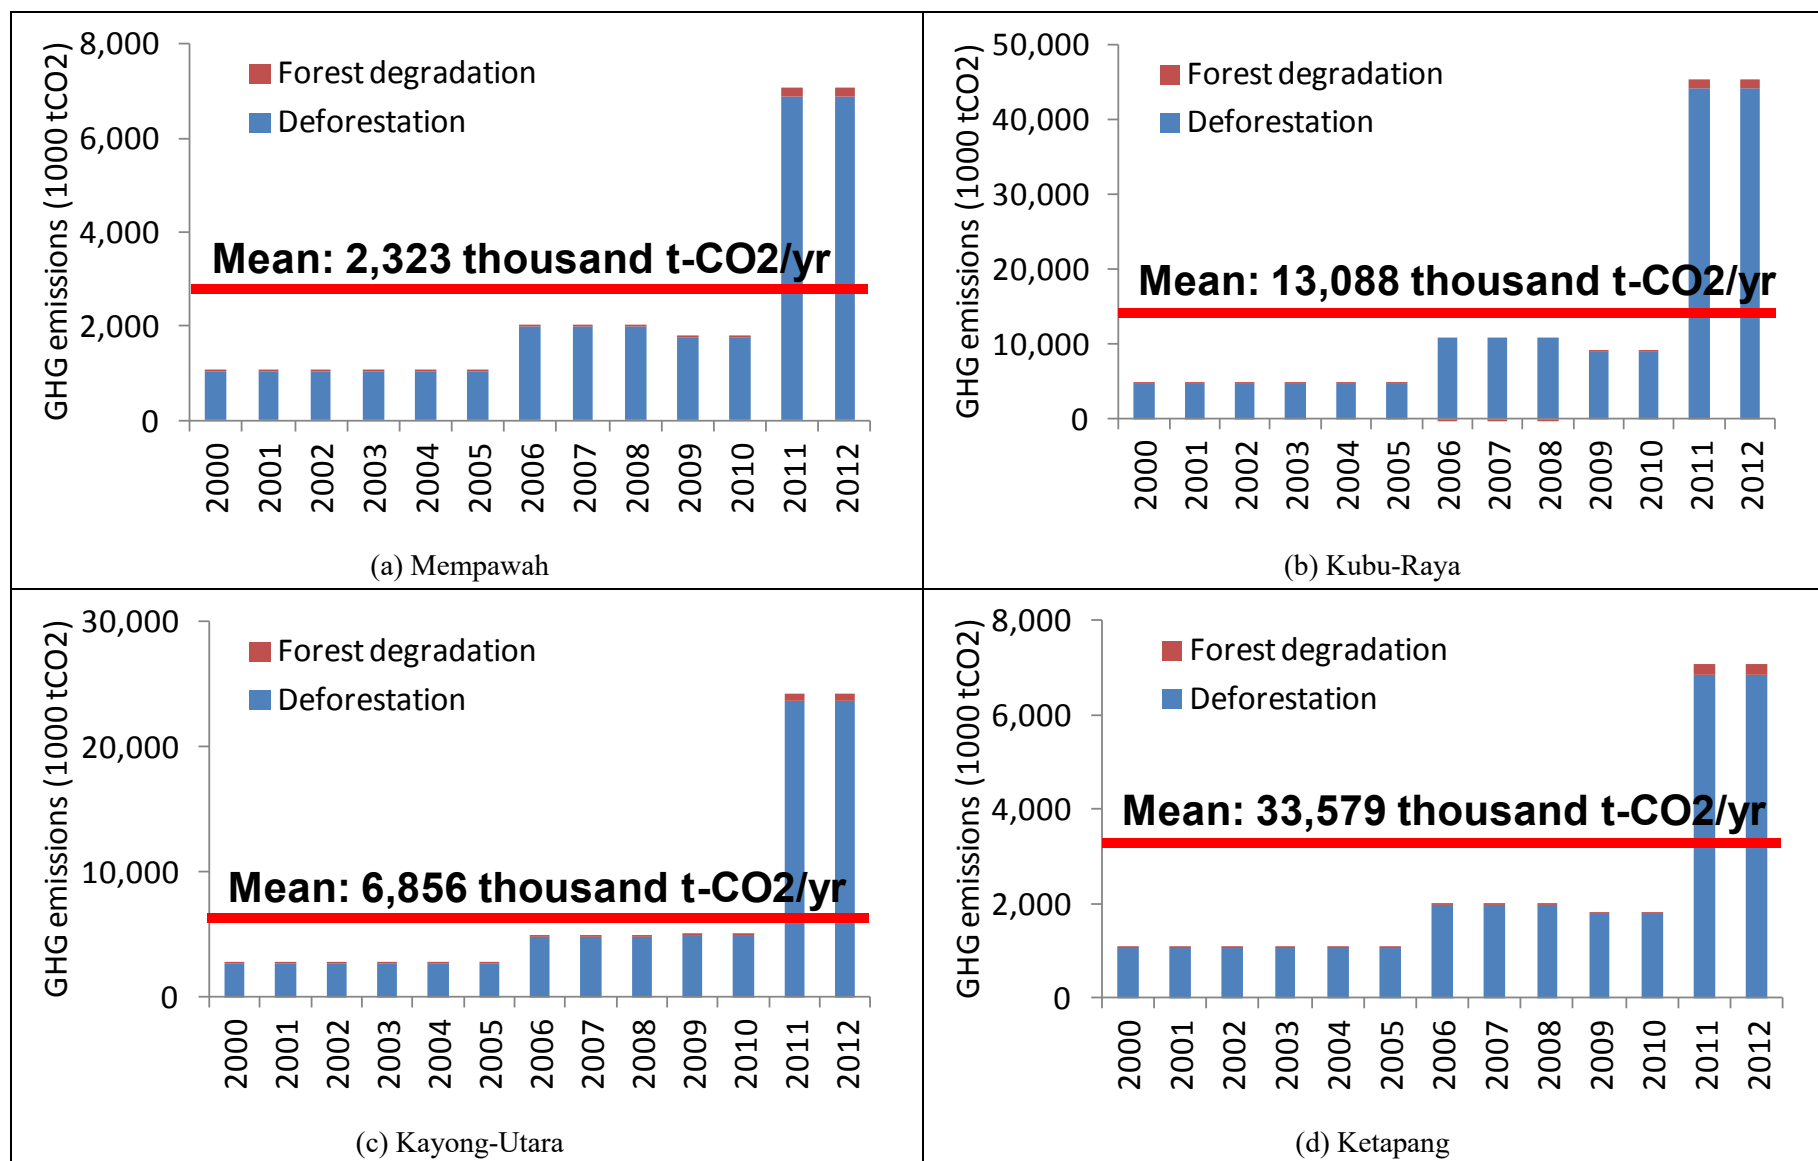 8,000
6,000
4,000
2,000
0
GHG emissions (1000 tCO2)
Forest degradation
Deforestation
Mean: 2,323 thousand t-CO2/yr
2000 2001 2002 2003 2004 2005 2006 2007 2008 2009 2010 2011 2012
(a) Mempawah
50,000
40,000
30,000
20,000
10,000
0
GHG emissions (1000 tCO2)
Forest degradation
Deforestation
Mean: 13,088 thousand t-CO2/yr
2000 2001 2002 2003 2004 2005 2006 2007 2008 2009 2010 2011 2012
(b) Kubu-Raya
30,000
20,000
10,000
0
GHG emissions (1000 tCO2)
Forest degradation
Deforestation
Mean: 6,856 thousand t-CO2/yr
2000 2001 2002 2003 2004 2005 2006 2007 2008 2009 2010 2011 2012
(c) Kayong-Utara
8,000
6,000
4,000
2,000
0
GHG emissions (1000 tCO2)
Forest degradation
Deforestation
Mean: 33,579 thousand t-CO2/yr
2000 2001 2002 2003 2004 2005 2006 2007 2008 2009 2010 2011 2012
(d) Ketapang